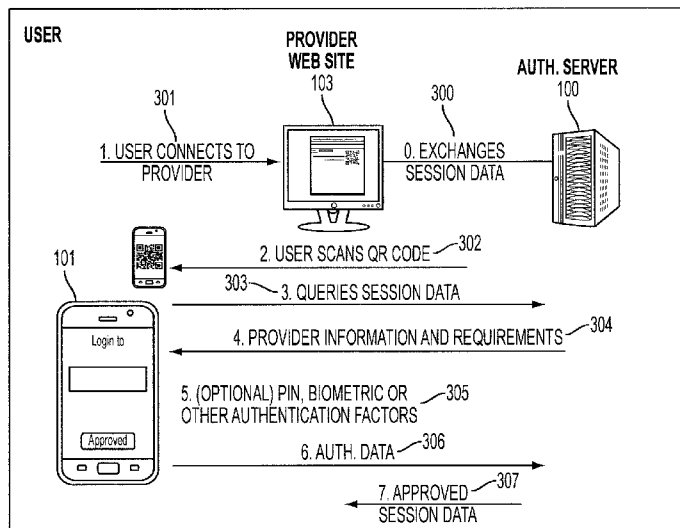 USER
PROVIDER
WEB SITE
103
AUTH. SERVER
100
301
300
1. USER CONNECTS TO
PROVIDER
0. EXCHANGES
SESSION DATA
2. USER SCANS QR CODE 302
101
303
3. QUERIES SESSION DATA
Login to
4. PROVIDER INFORMATION AND REQUIREMENTS 304
5. (OPTIONAL) PIN, BIOMETRIC OR
OTHER AUTHENTICATION FACTORS 305
Approved
6. AUTH. DATA 306
7. APPROVED 307
SESSION DATA